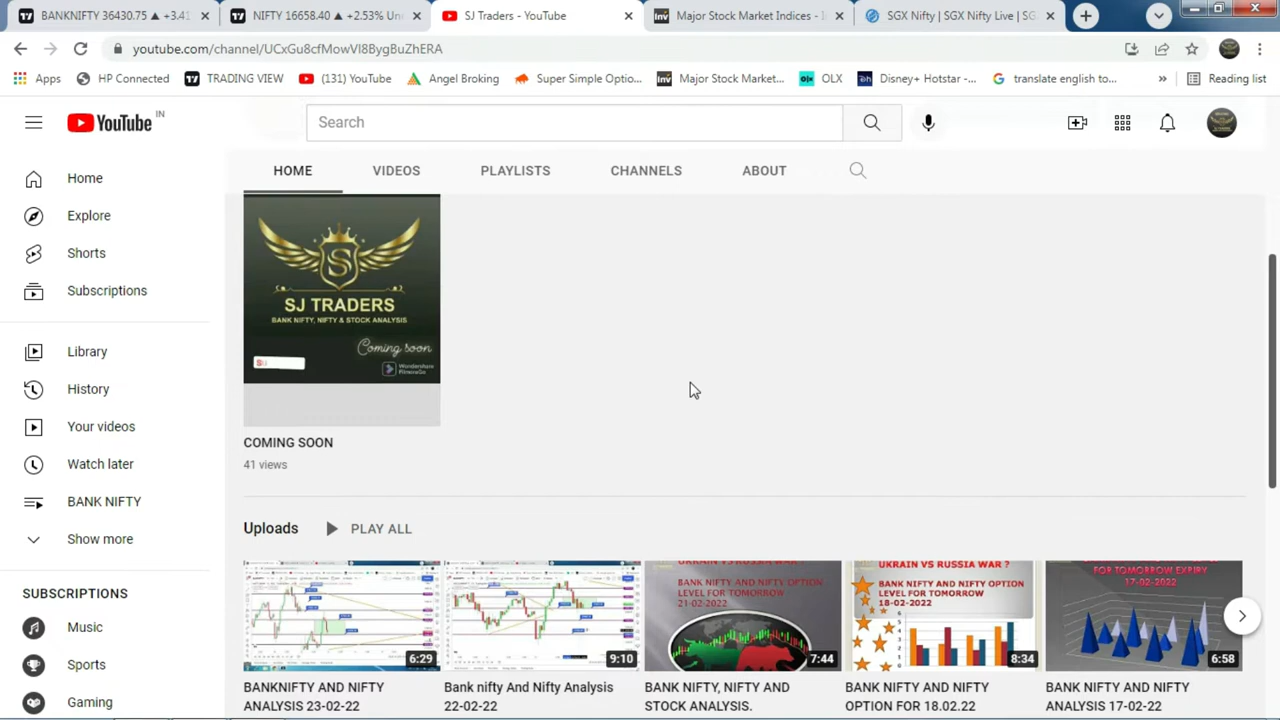 BANKNIFTY 36430.75 ▲ +3.41
NIFTY 16658.40 ▲ +2.53% Un
SJ Traders - YouTube
Major Stock Market Indices - I
SGX Nifty | SGX Nifty Live | SG
youtube.com/channel/UCxGu8cfMowVl8BygBuZhERA
Apps
HP Connected
TRADING VIEW
(131) YouTube
Angel Broking
Super Simple Optio...
Major Stock Market...
OLX
Disney+ Hotstar -...
translate english to...
»
Reading list
YouTube IN
Search
HOME
VIDEOS
PLAYLISTS
CHANNELS
ABOUT
Home
Explore
Shorts
Subscriptions
Library
History
Your videos
Watch later
BANK NIFTY
Show more
SUBSCRIPTIONS
Music
Sports
Gaming
S
SJ TRADERS
BANK NIFTY, NIFTY & STOCK ANALYSIS
Coming soon
Wondershare
FilmoraGo
COMING SOON
41 views
Uploads
PLAY ALL
6:29
BANKNIFTY AND NIFTY
ANALYSIS 23-02-22
9:10
Bank nifty And Nifty Analysis
22-02-22
UKRAIN VS RUSSIA WAR ?
BANK NIFTY AND NIFTY OPTION
LEVEL FOR TOMORROW
21-02-2022
7:44
BANK NIFTY, NIFTY AND
STOCK ANALYSIS.
UKRAIN VS RUSSIA WAR ?
BANK NIFTY AND NIFTY OPTION
LEVEL FOR TOMORROW
18-02-2022
8:34
BANK NIFTY AND NIFTY
OPTION FOR 18.02.22
FOR TOMORROW EXPIRY
17-02-2022
6:58
BANK NIFTY AND NIFTY
ANALYSIS 17-02-22